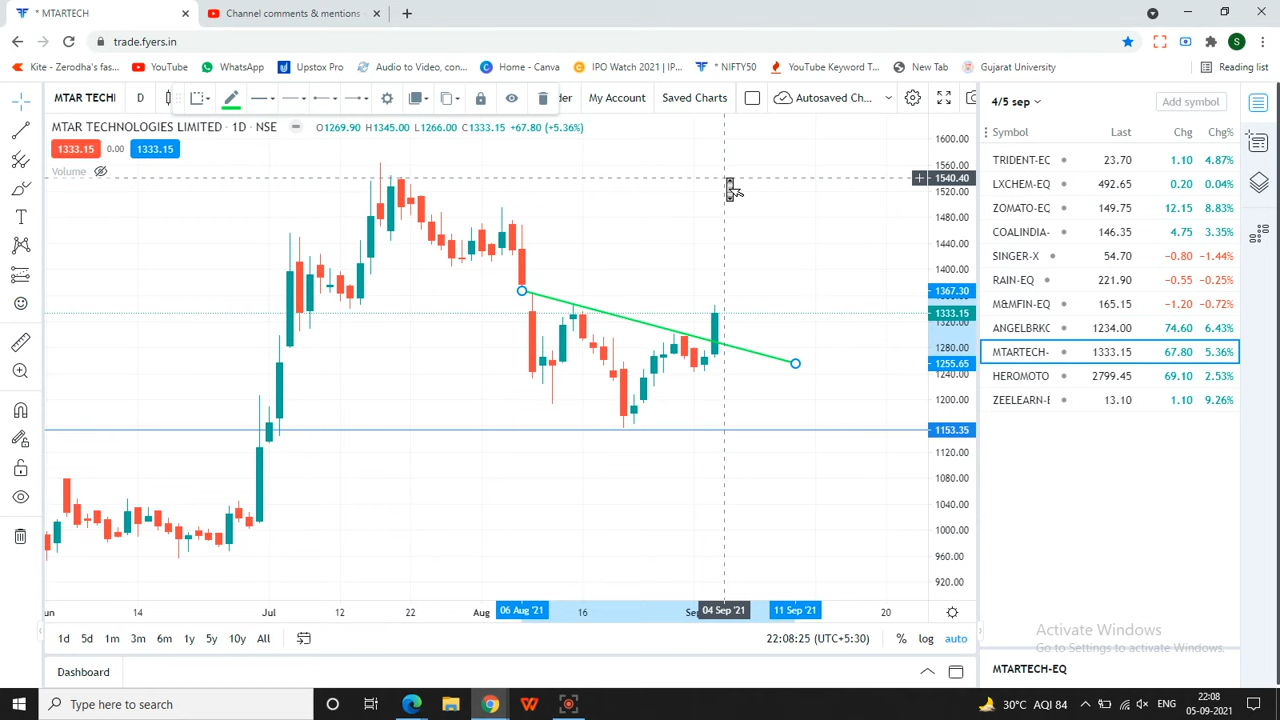 * MTARTECH
Channel comments & mentions
trade.fyers.in
Kite - Zerodha's fas... YouTube WhatsApp Upstox Pro Audio to Video, con... Home - Canva IPO Watch 2021 | IP... * NIFTY50 YouTube Keyword T... New Tab Gujarat University Reading list
MTAR TECH D der My Account Saved Charts Autosaved Cha...
MTAR TECHNOLOGIES LIMITED · 1D · NSE O1269.90 H1345.00 L1266.00 C1333.15 +67.80 (+5.36%)
1333.15 0.00 1333.15
Volume
1600.00
1560.00
1540.40
1520.00
1480.00
1440.00
1400.00
1367.30
1333.15
1320.00
1280.00
1255.65
1240.00
1200.00
1153.35
1120.00
1080.00
1040.00
1000.00
960.00
920.00
un 14 Jul 12 22 Aug 06 Aug '21 16 Sep 04 Sep '21 11 Sep '21 20
1d 5d 1m 3m 6m 1y 5y 10y All 22:08:25 (UTC+5:30) % log auto
Dashboard
4/5 sep Add symbol
Symbol Last Chg Chg%
TRIDENT-EC 23.70 1.10 4.87%
LXCHEM-EQ 492.65 0.20 0.04%
ZOMATO-EQ 149.75 12.15 8.83%
COALINDIA- 146.35 4.75 3.35%
SINGER-X 54.70 -0.80 -1.44%
RAIN-EQ 221.90 -0.55 -0.25%
M&MFIN-EQ 165.15 -1.20 -0.72%
ANGELBRKC 1234.00 74.60 6.43%
MTARTECH- 1333.15 67.80 5.36%
HEROMOTO 2799.45 69.10 2.53%
ZEELEARN-E 13.10 1.10 9.26%
Activate Windows
Go to Settings to activate Windows.
MTARTECH-EQ
Type here to search
30°C AQI 84 ENG 22:08
05-09-2021